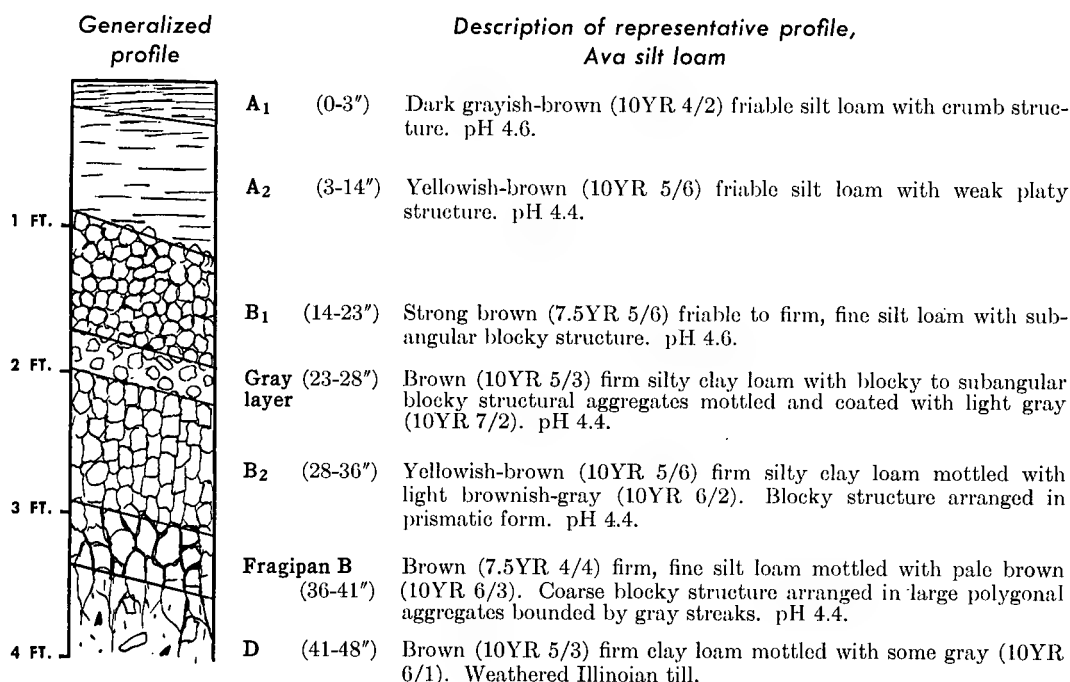 Generalized profile
Description of representative profile,
Ava silt loam
A1 (0-3") Dark grayish-brown (10YR 4/2) friable silt loam with crumb struc-
ture. pH 4.6.
A2 (3-14") Yellowish-brown (10YR 5/6) friable silt loam with weak platy
structure. pH 4.4.
1 FT.
B1 (14-23") Strong brown (7.5YR 5/6) friable to firm, fine silt loam with sub-
angular blocky structure. pH 4.6.
2 FT.
Gray (23-28") Brown (10YR 5/3) firm silty clay loam with blocky to subangular
layer blocky structural aggregates mottled and coated with light gray
(10YR 7/2). pH 4.4.
B2 (28-36") Yellowish-brown (10YR 5/6) firm silty clay loam mottled with
light brownish-gray (10YR 6/2). Blocky structure arranged in
3 FT.
prismatic form. pH 4.4.
Fragipan B Brown (7.5YR 4/4) firm, fine silt loam mottled with pale brown
(36-41") (10YR 6/3). Coarse blocky structure arranged in large polygonal
aggregates bounded by gray streaks. pH 4.4.
4 FT.
D (41-48") Brown (10YR 5/3) firm clay loam mottled with some gray (10YR
6/1). Weathered Illinoian till.